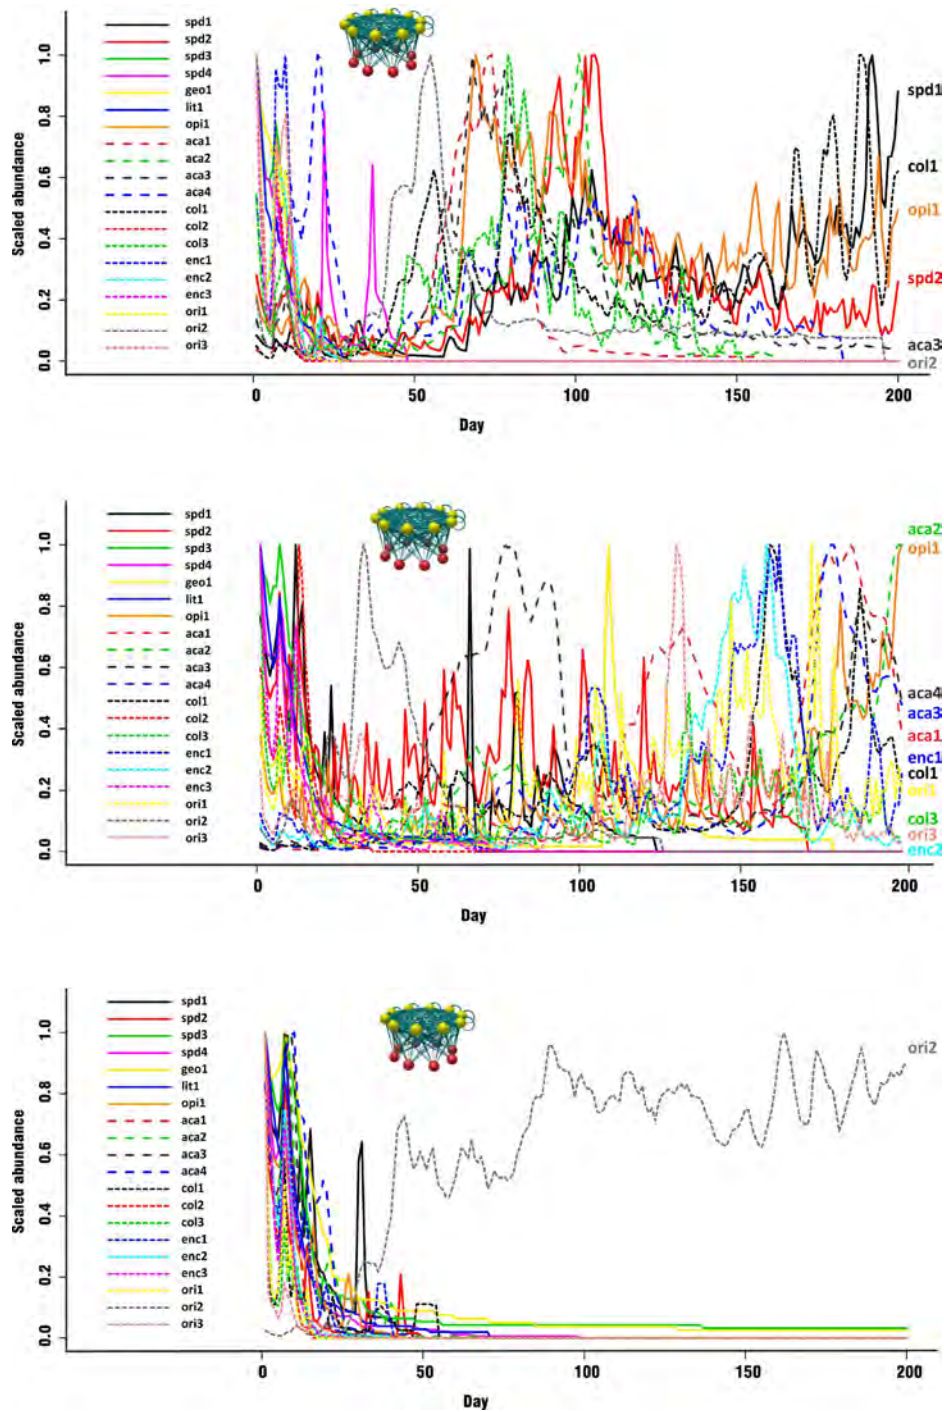 spd1
spd2
spd3
spd4
geo1
lit1
opi1
aca1
aca2
aca3
aca4
col1
col2
col3
enc1
enc2
enc3
ori1
ori2
ori3
Scaled abundance
1.0
0.8
0.6
0.4
0.2
0.0
spd1
col1
opi1
spd2
aca3
ori2
0 50 100 150 200
Day
spd1
spd2
spd3
spd4
geo1
lit1
opi1
aca1
aca2
aca3
aca4
col1
col2
col3
enc1
enc2
enc3
ori1
ori2
ori3
Scaled abundance
1.0
0.8
0.6
0.4
0.2
0.0
aca2
opi1
aca4
aca3
aca1
enc1
col1
ori1
col3
ori3
enc2
0 50 100 150 200
Day
spd1
spd2
spd3
spd4
geo1
lit1
opi1
aca1
aca2
aca3
aca4
col1
col2
col3
enc1
enc2
enc3
ori1
ori2
ori3
Scaled abundance
1.0
0.8
0.6
0.4
0.2
0.0
ori2
0 50 100 150 200
Day